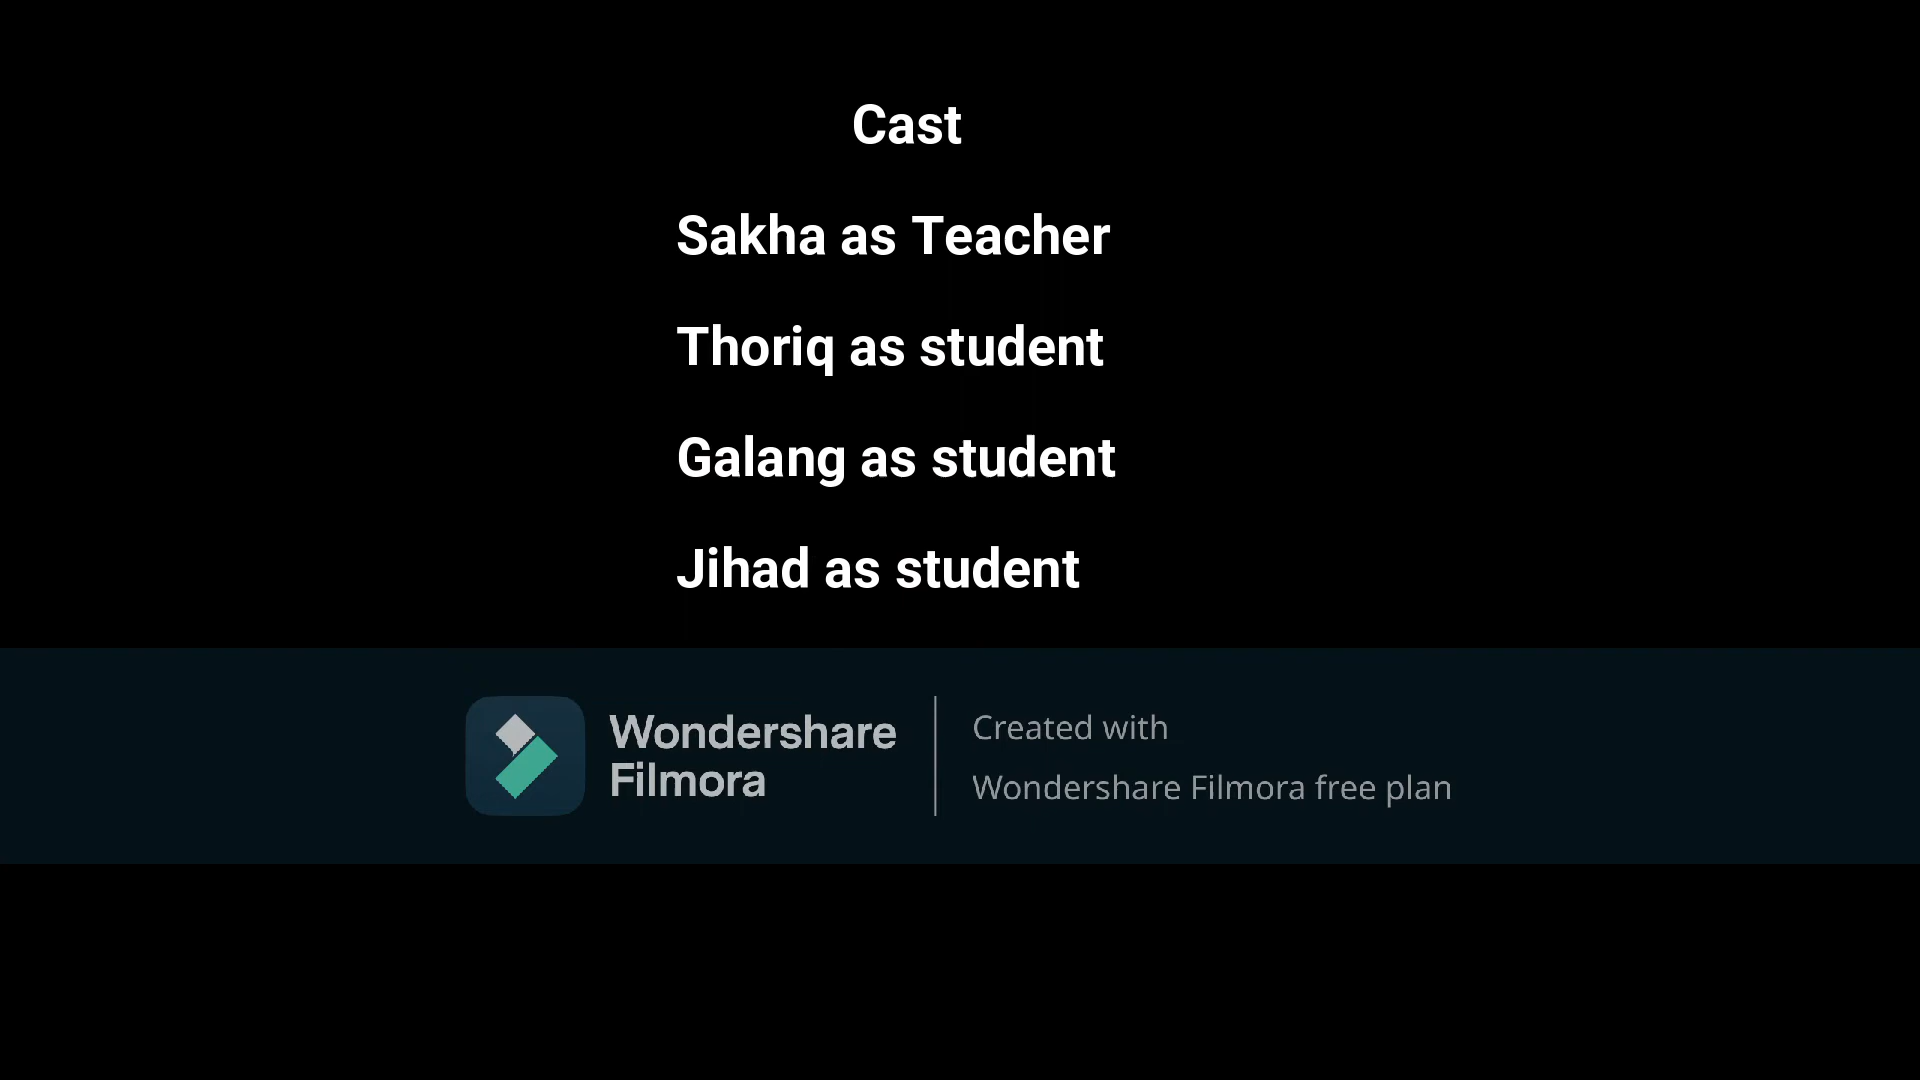 Cast
Sakha as Teacher
Thoriq as student
Galang as student
Jihad as student
Wondershare
Filmora
Created with
Wondershare Filmora free plan